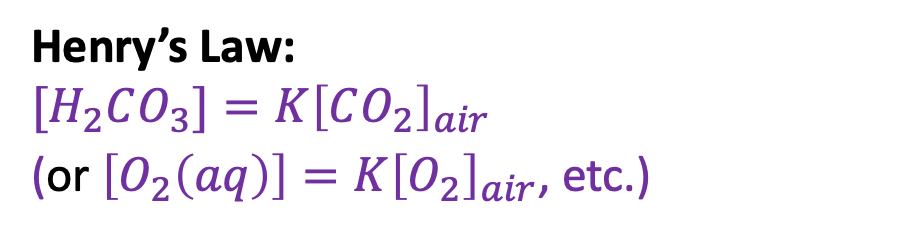 Henry’s Law:
[H₂CO₃] = K[CO₂]air
(or [O₂(aq)] = K[O₂]air, etc.)